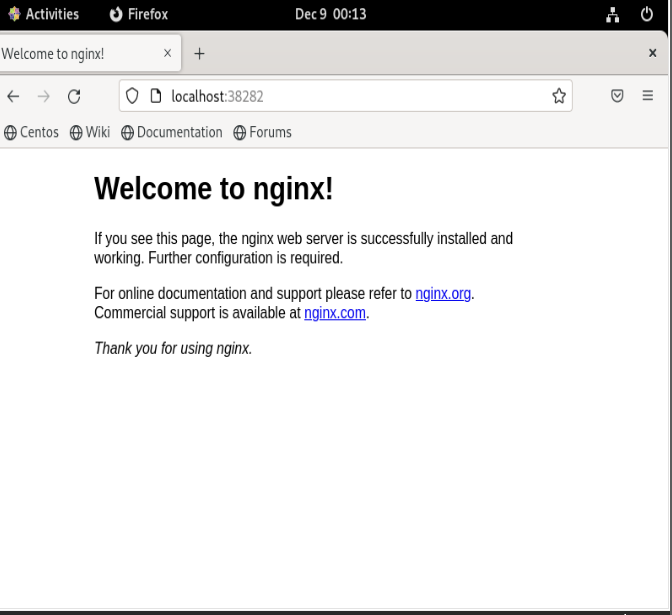 Activities Firefox Dec 9 00:13
Welcome to nginx!
localhost:38282
Centos Wiki Documentation Forums
Welcome to nginx!
If you see this page, the nginx web server is successfully installed and
working. Further configuration is required.
For online documentation and support please refer to nginx.org.
Commercial support is available at nginx.com.
Thank you for using nginx.